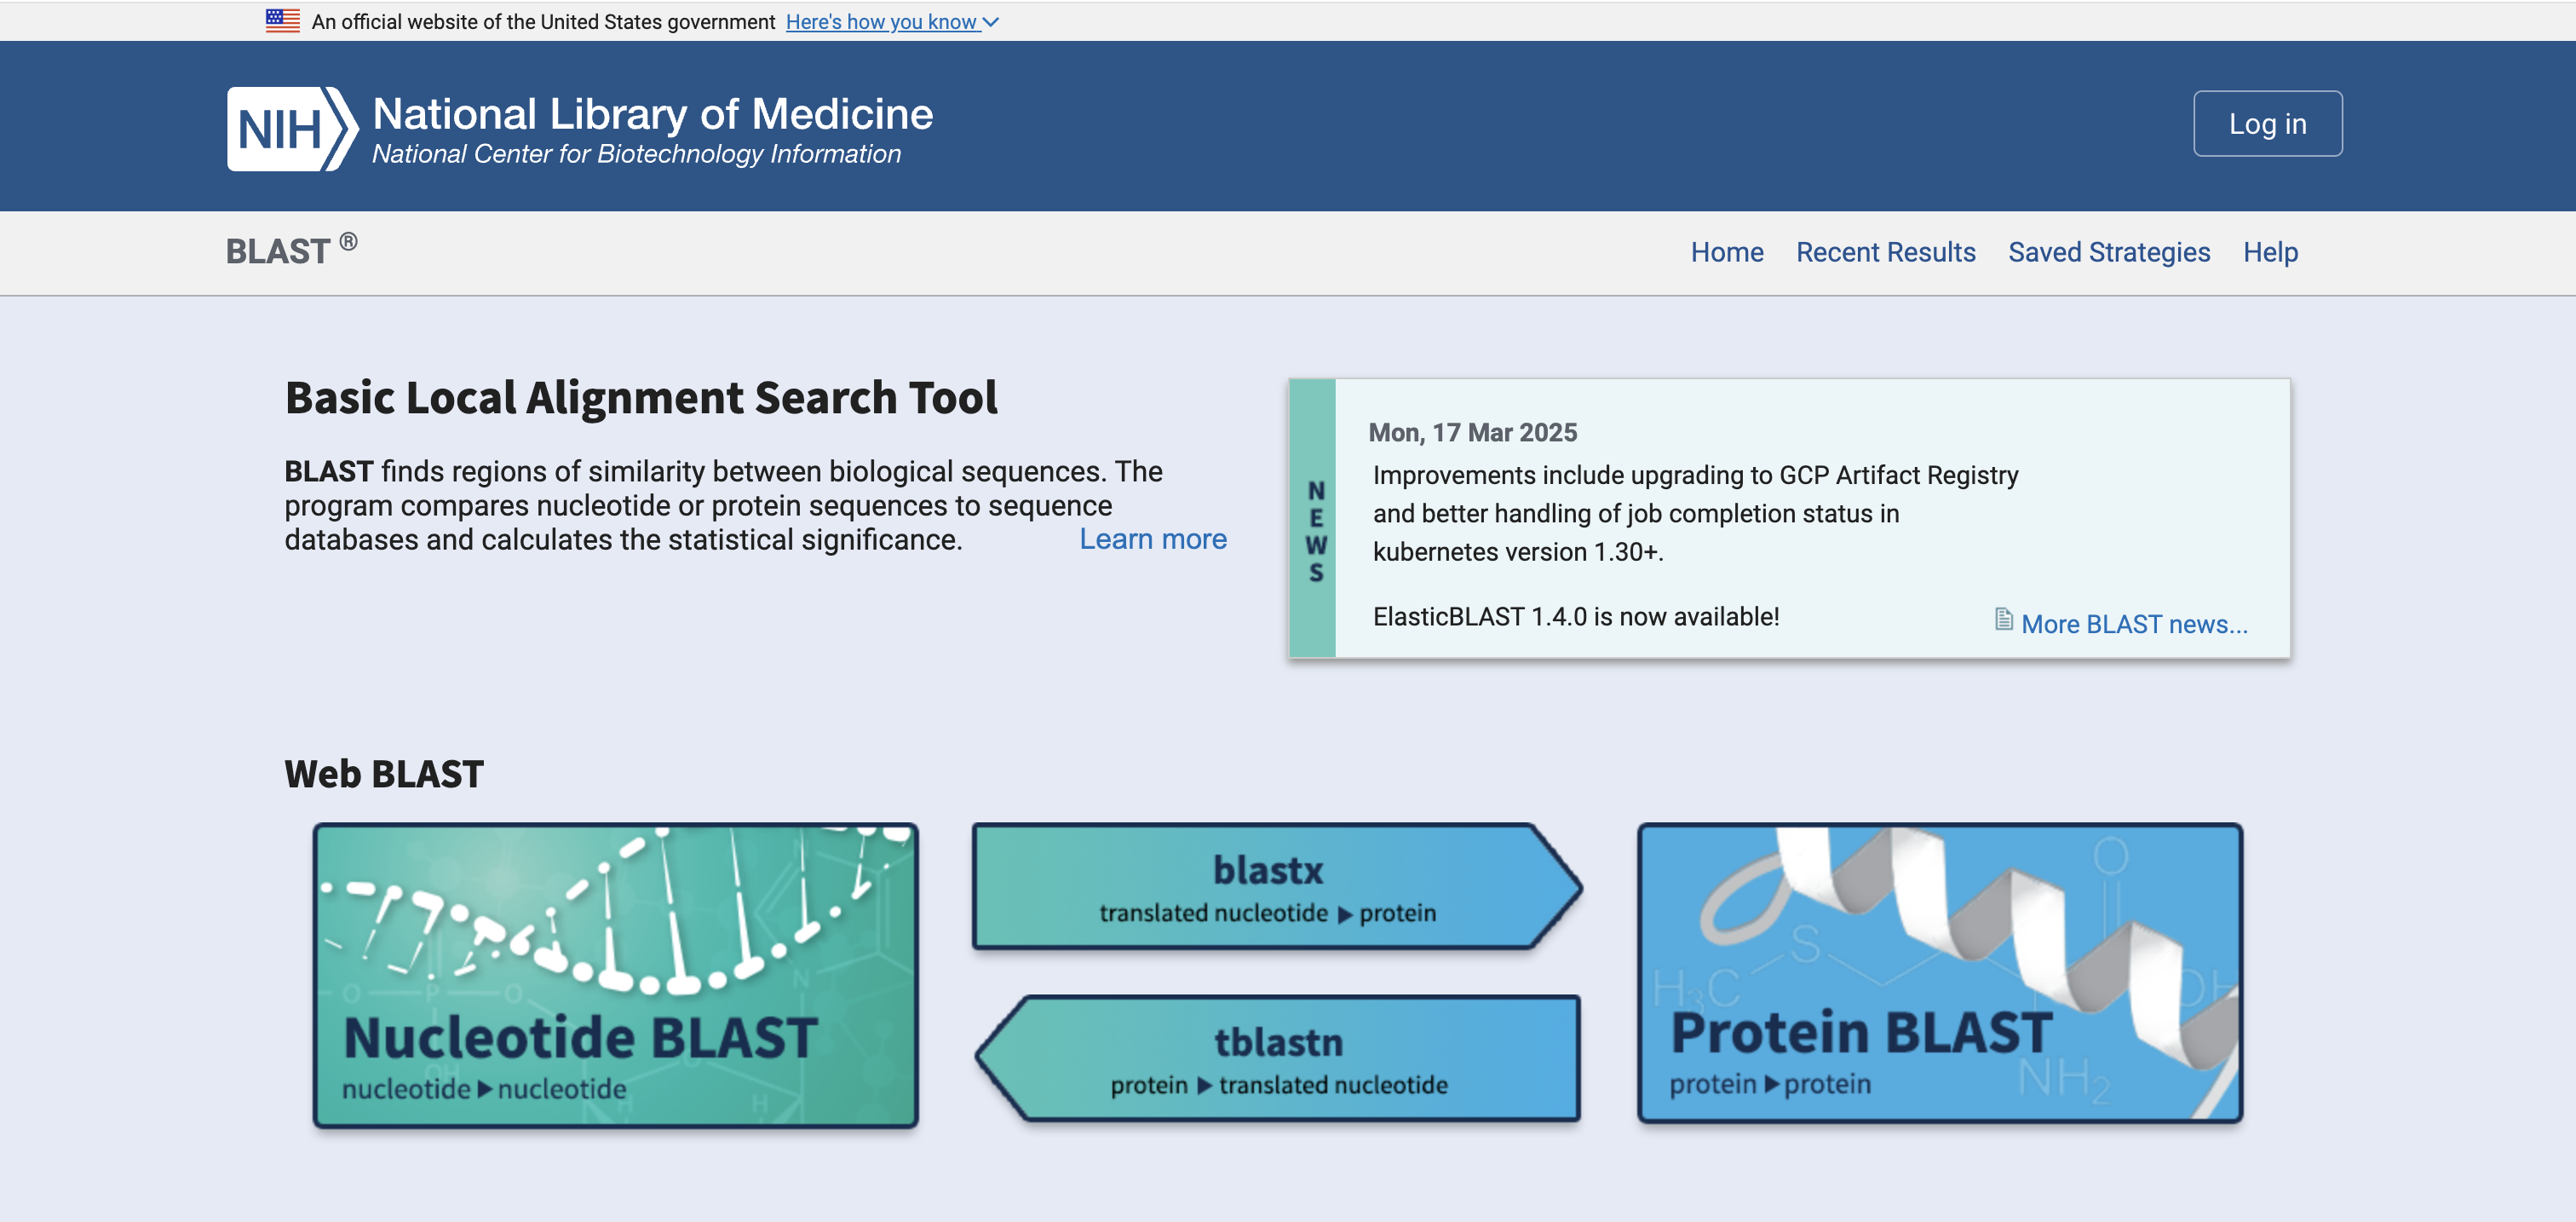 An official website of the United States government Here's how you know
NIH
National Library of Medicine
National Center for Biotechnology Information
Log in
BLAST ®
Home Recent Results Saved Strategies Help
Basic Local Alignment Search Tool
BLAST finds regions of similarity between biological sequences. The
program compares nucleotide or protein sequences to sequence
databases and calculates the statistical significance.
Learn more
NEWS
Mon, 17 Mar 2025
Improvements include upgrading to GCP Artifact Registry
and better handling of job completion status in
kubernetes version 1.30+.
ElasticBLAST 1.4.0 is now available!
More BLAST news...
Web BLAST
N
N
O
P
O
OH
O
H
H
Nucleotide BLAST
nucleotide ▶ nucleotide
blastx
translated nucleotide ▶ protein
tblastn
protein ▶ translated nucleotide
O
S
H₃C
OH
NH₂
Protein BLAST
protein ▶ protein